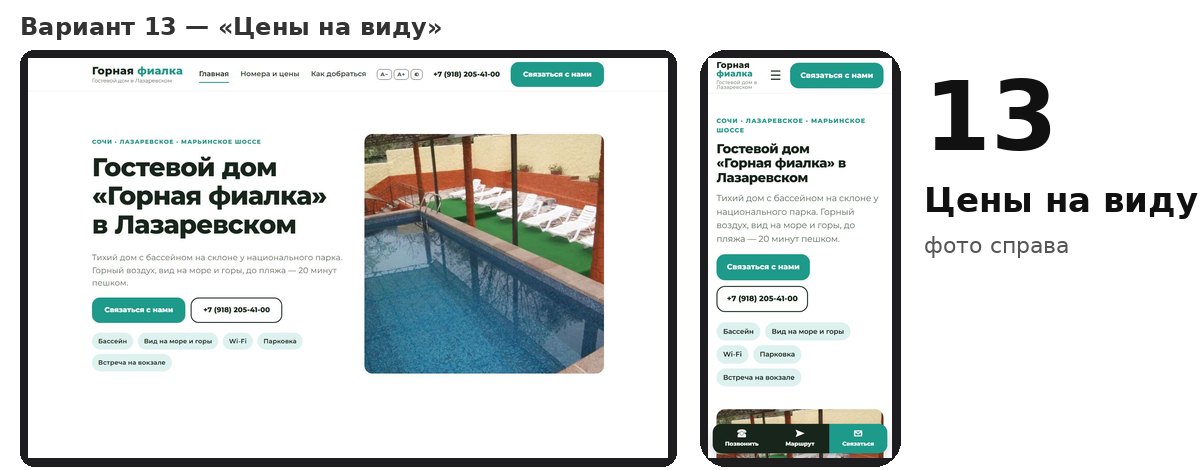 Вариант 13 — «Цены на виду»
Горная фиалка
Гостевой дом в Лазаревском
Главная
Номера и цены
Как добраться
A−
A+
+7 (918) 205-41-00
Связаться с нами
СОЧИ · ЛАЗАРЕВСКОЕ · МАРЬИНСКОЕ ШОССЕ
Гостевой дом
«Горная фиалка»
в Лазаревском
Тихий дом с бассейном на склоне у национального парка.
Горный воздух, вид на море и горы, до пляжа — 20 минут
пешком.
Связаться с нами
+7 (918) 205-41-00
Бассейн
Вид на море и горы
Wi-Fi
Парковка
Встреча на вокзале
Горная
фиалка
Гостевой дом в
Лазаревском
Связаться с нами
СОЧИ · ЛАЗАРЕВСКОЕ · МАРЬИНСКОЕ
ШОССЕ
Гостевой дом
«Горная фиалка» в
Лазаревском
Тихий дом с бассейном на склоне у
национального парка. Горный
воздух, вид на море и горы, до
пляжа — 20 минут пешком.
Связаться с нами
+7 (918) 205-41-00
Бассейн
Вид на море и горы
Wi-Fi
Парковка
Встреча на вокзале
Позвонить
Маршрут
Связаться
13
Цены на виду
фото справа